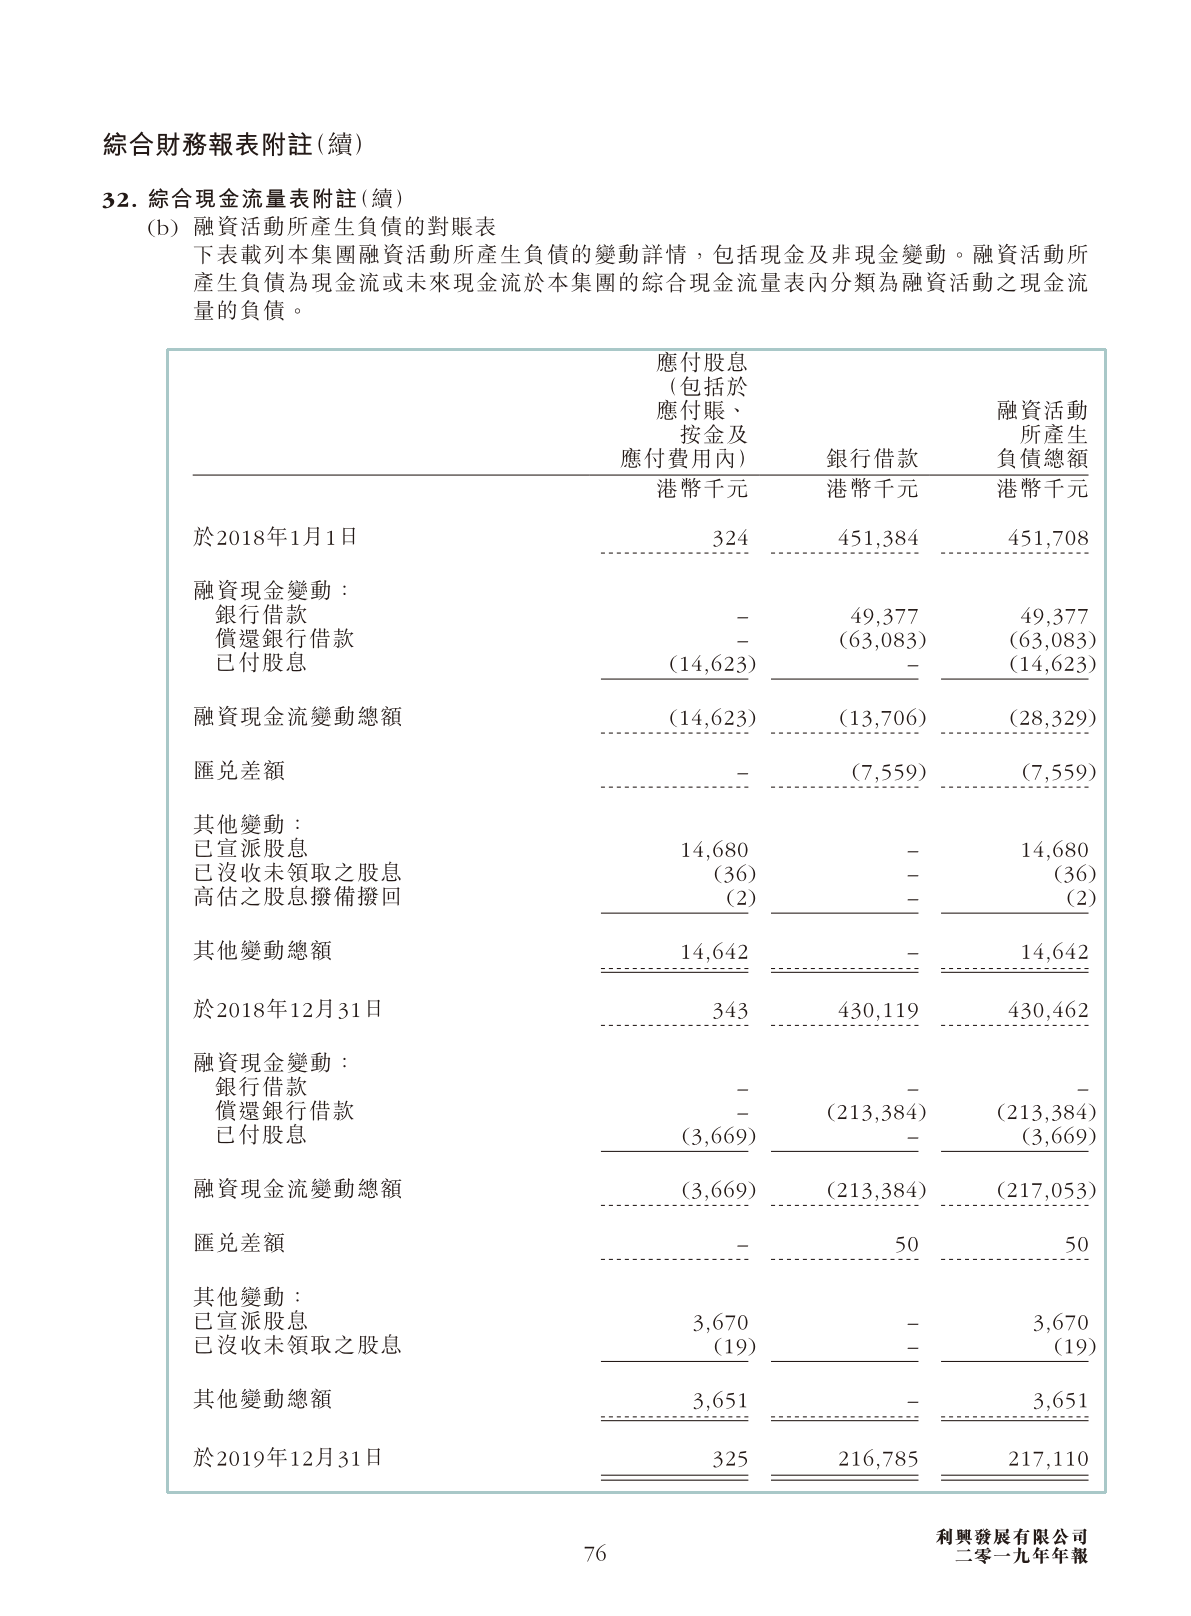 綜合財務報表附註(續)
32. 綜合現金流量表附註(續)
(b) 融資活動所產生負債的對賬表
下表載列本集團融資活動所產生負債的變動詳情，包括現金及非現金變動。融資活動所
產生負債為現金流或未來現金流於本集團的綜合現金流量表內分類為融資活動之現金流
量的負債。
應付股息
(包括於
應付賬、 融資活動
按金及 所產生
應付費用內) 銀行借款 負債總額
港幣千元 港幣千元 港幣千元
於2018年1月1日 324 451,384 451,708
融資現金變動：
銀行借款 – 49,377 49,377
償還銀行借款 – (63,083) (63,083)
已付股息 (14,623) – (14,623)
融資現金流變動總額 (14,623) (13,706) (28,329)
匯兌差額 – (7,559) (7,559)
其他變動：
已宣派股息 14,680 – 14,680
已沒收未領取之股息 (36) – (36)
高估之股息撥備撥回 (2) – (2)
其他變動總額 14,642 – 14,642
於2018年12月31日 343 430,119 430,462
融資現金變動：
銀行借款 – – –
償還銀行借款 – (213,384) (213,384)
已付股息 (3,669) – (3,669)
融資現金流變動總額 (3,669) (213,384) (217,053)
匯兌差額 – 50 50
其他變動：
已宣派股息 3,670 – 3,670
已沒收未領取之股息 (19) – (19)
其他變動總額 3,651 – 3,651
於2019年12月31日 325 216,785 217,110
76
利興發展有限公司
二零一九年年報